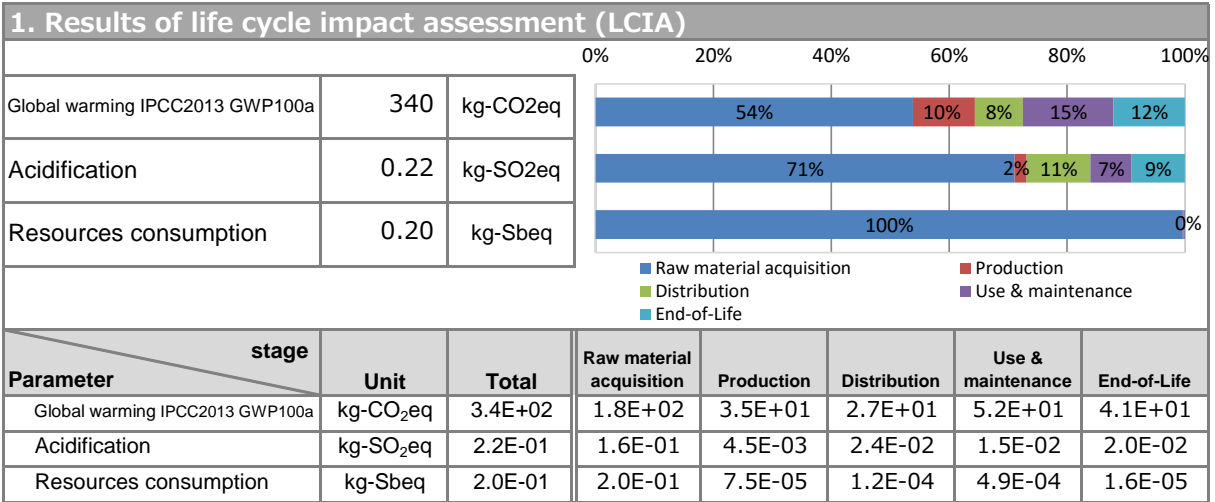 1. Results of life cycle impact assessment (LCIA)
0% 20% 40% 60% 80% 100%
Global warming IPCC2013 GWP100a 340 kg-CO2eq 54% 10% 8% 15% 12%
Acidification 0.22 kg-SO2eq 71% 2% 11% 7% 9%
Resources consumption 0.20 kg-Sbeq 100% 0%
Raw material acquisition Production
Distribution Use & maintenance
End-of-Life
stage
Parameter Unit Total Raw material acquisition Production Distribution Use & maintenance End-of-Life
Global warming IPCC2013 GWP100a kg-CO₂eq 3.4E+02 1.8E+02 3.5E+01 2.7E+01 5.2E+01 4.1E+01
Acidification kg-SO₂eq 2.2E-01 1.6E-01 4.5E-03 2.4E-02 1.5E-02 2.0E-02
Resources consumption kg-Sbeq 2.0E-01 2.0E-01 7.5E-05 1.2E-04 4.9E-04 1.6E-05